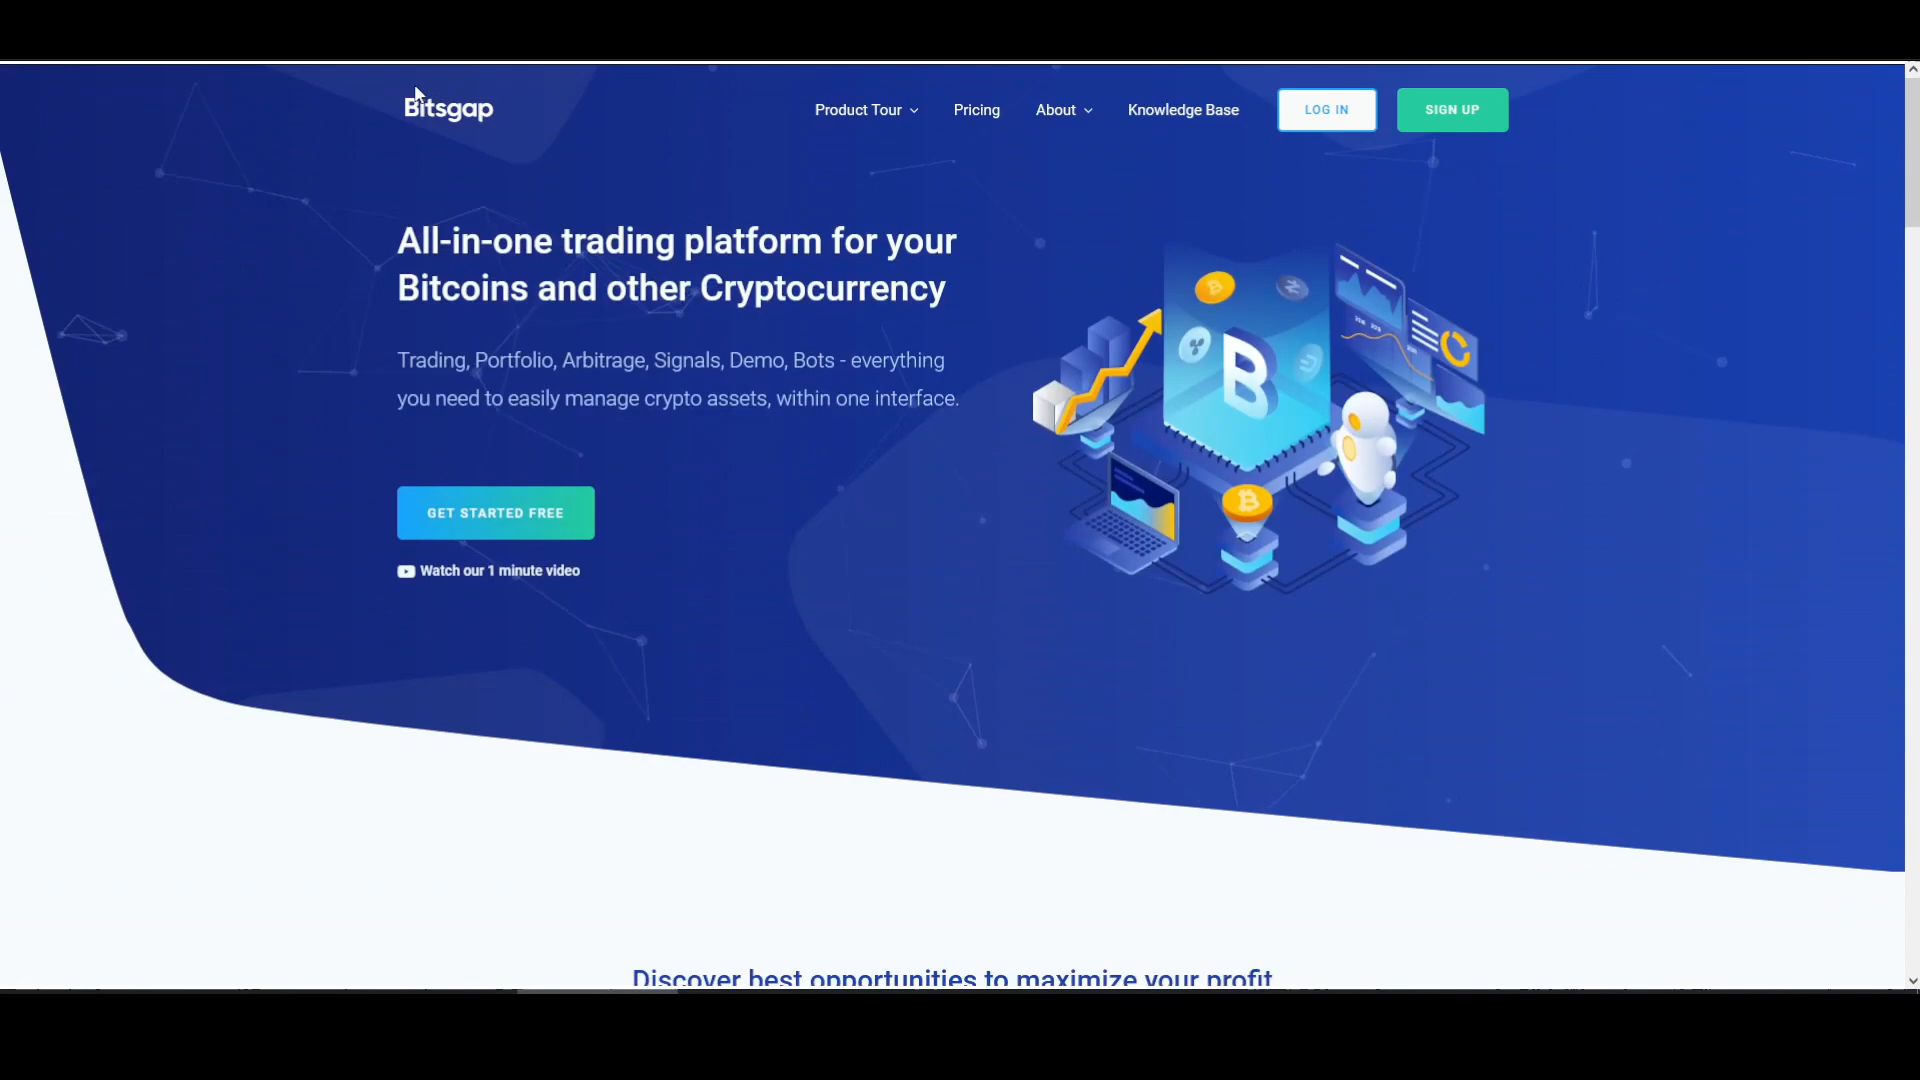 Bitsgap
Product Tour
Pricing
About
Knowledge Base
LOG IN
SIGN UP
All-in-one trading platform for your
Bitcoins and other Cryptocurrency
Trading, Portfolio, Arbitrage, Signals, Demo, Bots - everything
you need to easily manage crypto assets, within one interface.
GET STARTED FREE
Watch our 1 minute video
Discover best opportunities to maximize your profit